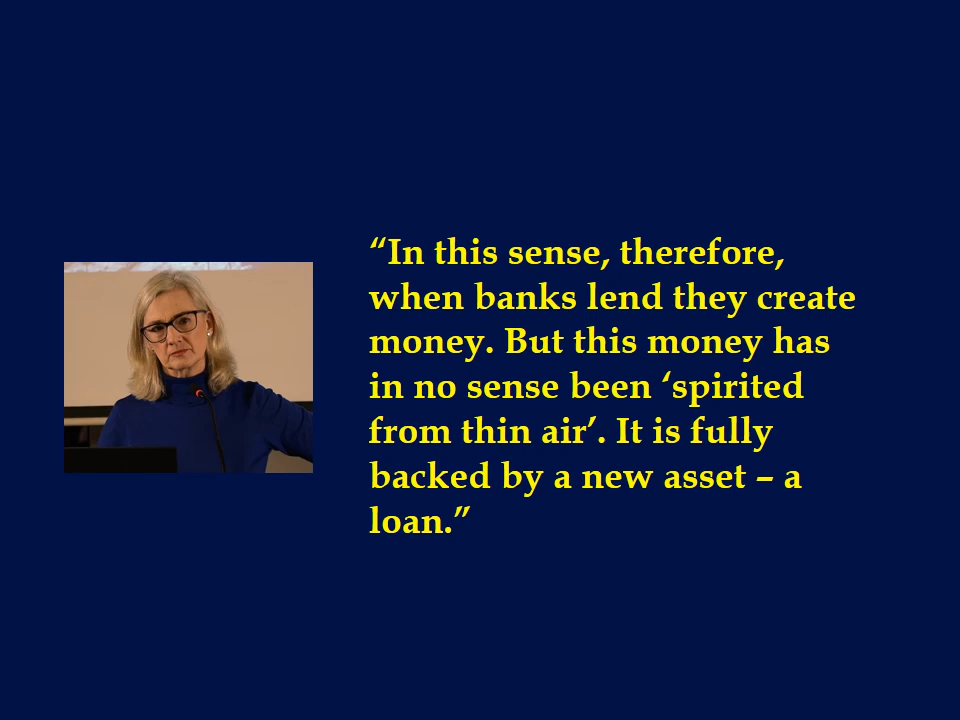 “In this sense, therefore,
when banks lend they create
money. But this money has
in no sense been ‘spirited
from thin air’. It is fully
backed by a new asset – a
loan.”